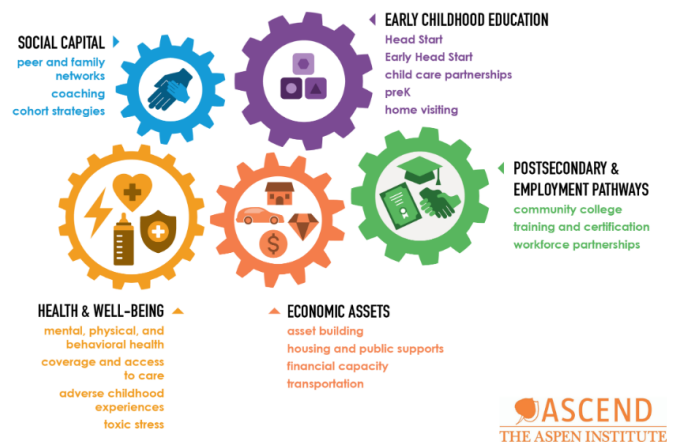 SOCIAL CAPITAL
peer and family
networks
coaching
cohort strategies
EARLY CHILDHOOD EDUCATION
Head Start
Early Head Start
child care partnerships
preK
home visiting
POSTSECONDARY &
EMPLOYMENT PATHWAYS
community college
training and certification
workforce partnerships
HEALTH & WELL-BEING
mental, physical, and
behavioral health
coverage and access
to care
adverse childhood
experiences
toxic stress
$
ECONOMIC ASSETS
asset building
housing and public supports
financial capacity
transportation
ASCEND
THE ASPEN INSTITUTE